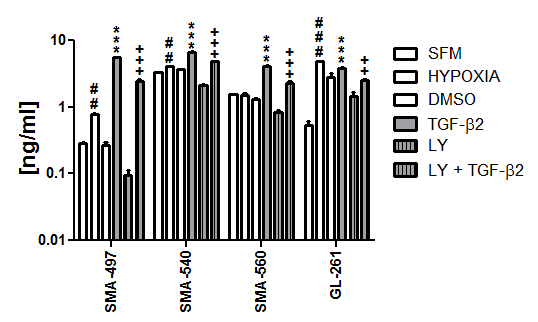 [ng/ml]
10
1
0.1
0.01
##
***
+++
##
***
+++
***
+++
###
***
++
SMA-497
SMA-540
SMA-560
GL-261
SFM
HYPOXIA
DMSO
TGF-β2
LY
LY + TGF-β2